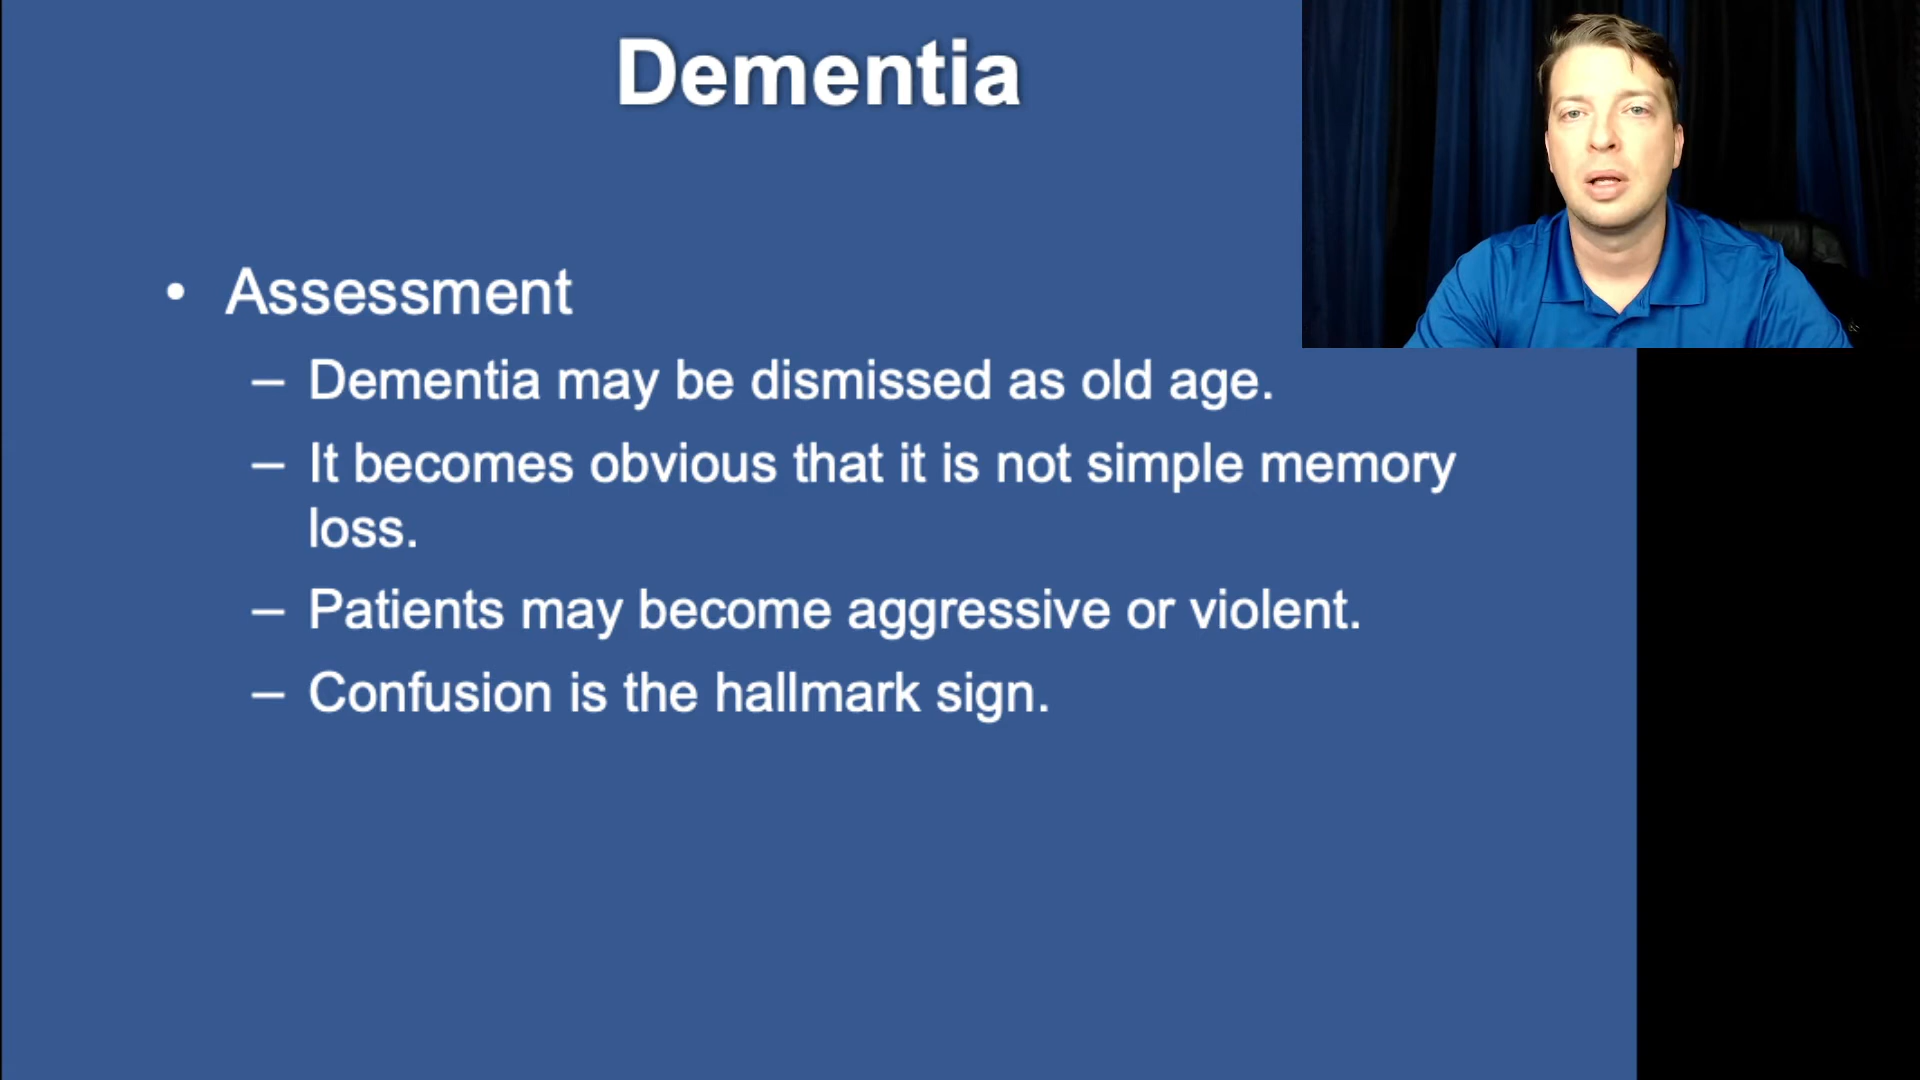 Dementia
• Assessment
– Dementia may be dismissed as old age.
– It becomes obvious that it is not simple memory
loss.
– Patients may become aggressive or violent.
– Confusion is the hallmark sign.